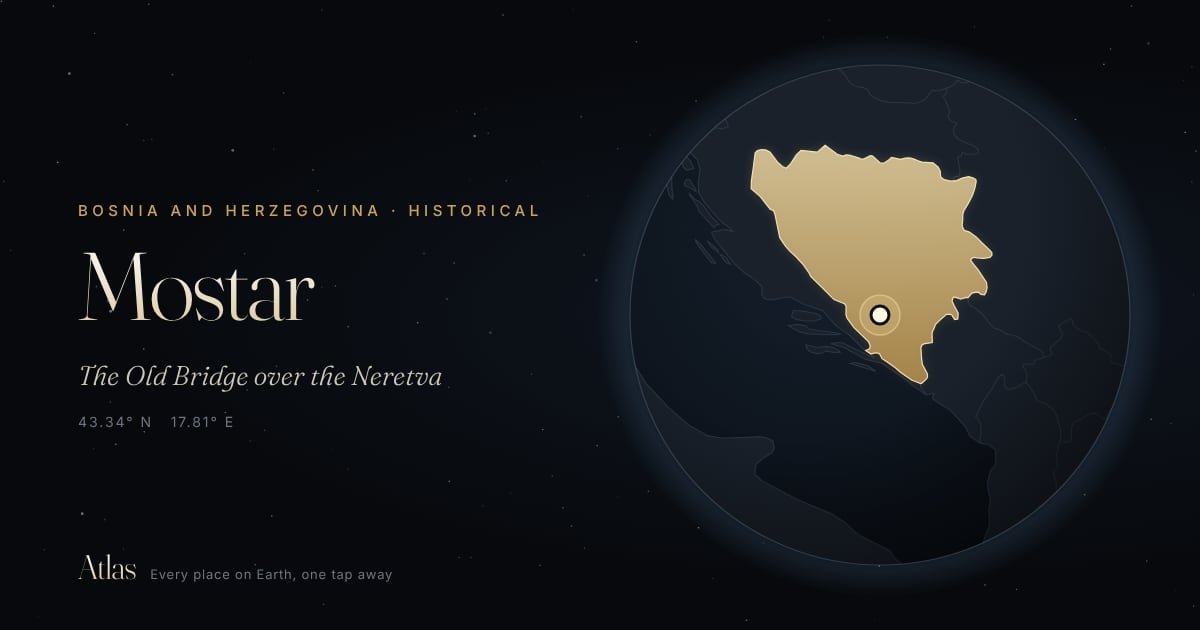 BOSNIA AND HERZEGOVINA · HISTORICAL
Mostar
The Old Bridge over the Neretva
43.34° N 17.81° E
Atlas Every place on Earth, one tap away